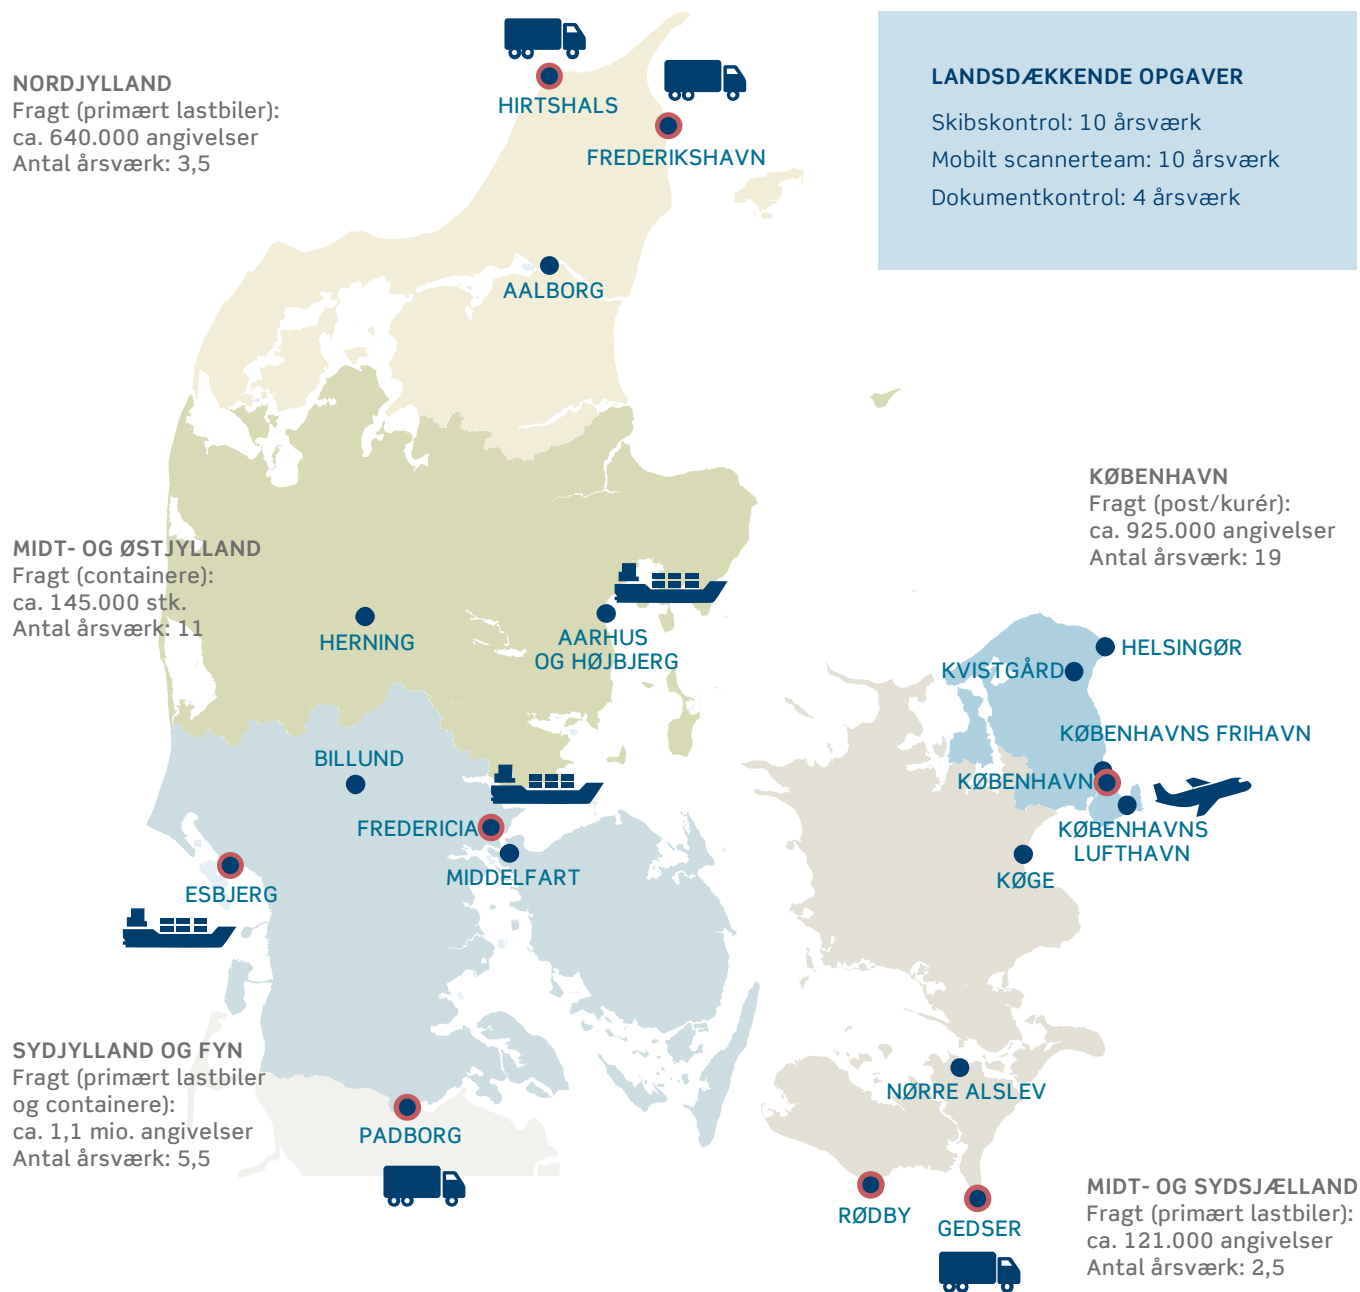 NORDJYLLAND
Fragt (primært lastbiler):
ca. 640.000 angivelser
Antal årsværk: 3,5
HIRTSHALS
FREDERIKSHAVN
AALBORG
LANDSDÆKKENDE OPGAVER
Skibskontrol: 10 årsværk
Mobilt scannerteam: 10 årsværk
Dokumentkontrol: 4 årsværk
MIDT- OG ØSTJYLLAND
Fragt (containere):
ca. 145.000 stk.
Antal årsværk: 11
HERNING
AARHUS
OG HØJBJERG
KØBENHAVN
Fragt (post/kurér):
ca. 925.000 angivelser
Antal årsværk: 19
HELSINGØR
KVISTGÅRD
KØBENHAVNS FRIHAVN
KØBENHAVN
KØBENHAVNS
LUFTHAVN
KØGE
BILLUND
FREDERICIA
MIDDELFART
ESBJERG
SYDJYLLAND OG FYN
Fragt (primært lastbiler
og containere):
ca. 1,1 mio. angivelser
Antal årsværk: 5,5
PADBORG
NØRRE ALSLEV
RØDBY
GEDSER
MIDT- OG SYDSJÆLLAND
Fragt (primært lastbiler):
ca. 121.000 angivelser
Antal årsværk: 2,5